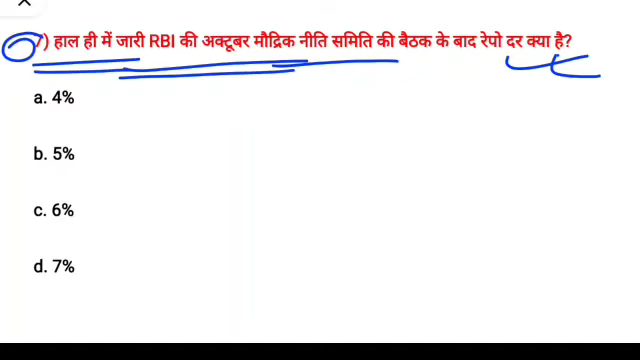 7) हाल ही में जारी RBI की अक्टूबर मौद्रिक नीति समिति की बैठक के बाद रेपो दर क्या है?
a. 4%
b. 5%
c. 6%
d. 7%